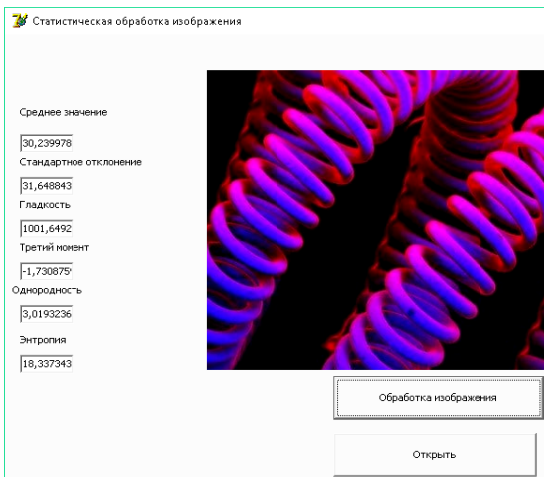 Статистическая обработка изображения
Среднее значение
30,239978
Стандартное отклонение
31,648843
Гладкость
1001,6492
Третий момент
-1,730875
Однородность
3,0193236
Энтропия
18,337343
Обработка изображения
Открыть